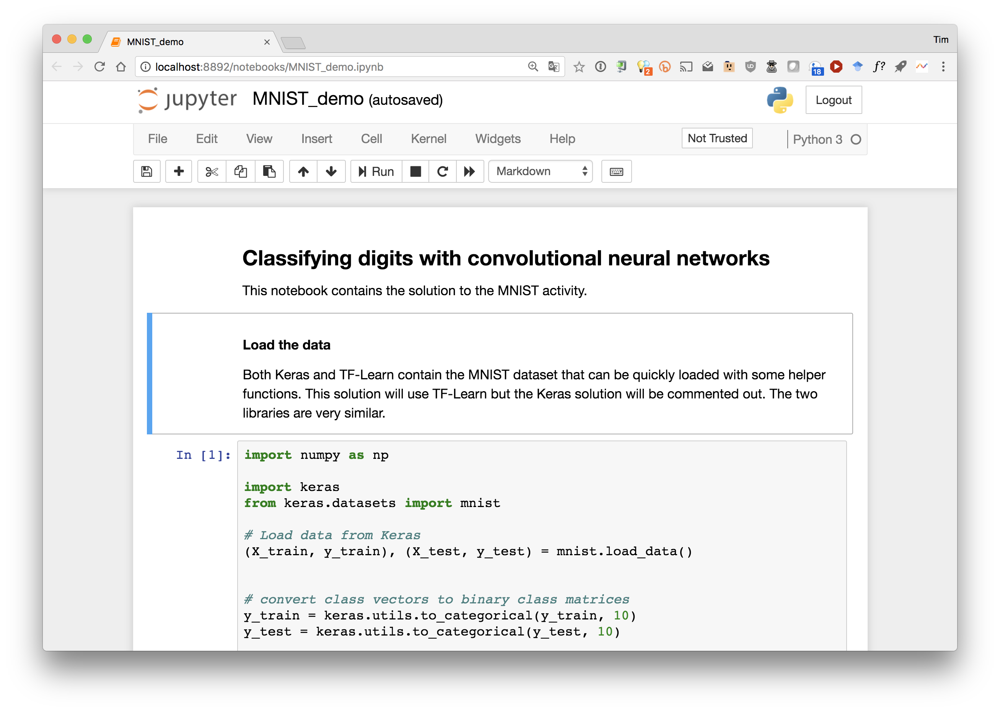 MNIST_demo
Tim
localhost:8892/notebooks/MNIST_demo.ipynb
2
18
f?
jupyter MNIST_demo (autosaved)
Logout
File Edit View Insert Cell Kernel Widgets Help
Not Trusted
Python 3
Run
Markdown
Classifying digits with convolutional neural networks
This notebook contains the solution to the MNIST activity.
Load the data
Both Keras and TF-Learn contain the MNIST dataset that can be quickly loaded with some helper
functions. This solution will use TF-Learn but the Keras solution will be commented out. The two
libraries are very similar.
In [1]:
import numpy as np
import keras
from keras.datasets import mnist
# Load data from Keras
(X_train, y_train), (X_test, y_test) = mnist.load_data()
# convert class vectors to binary class matrices
y_train = keras.utils.to_categorical(y_train, 10)
y_test = keras.utils.to_categorical(y_test, 10)